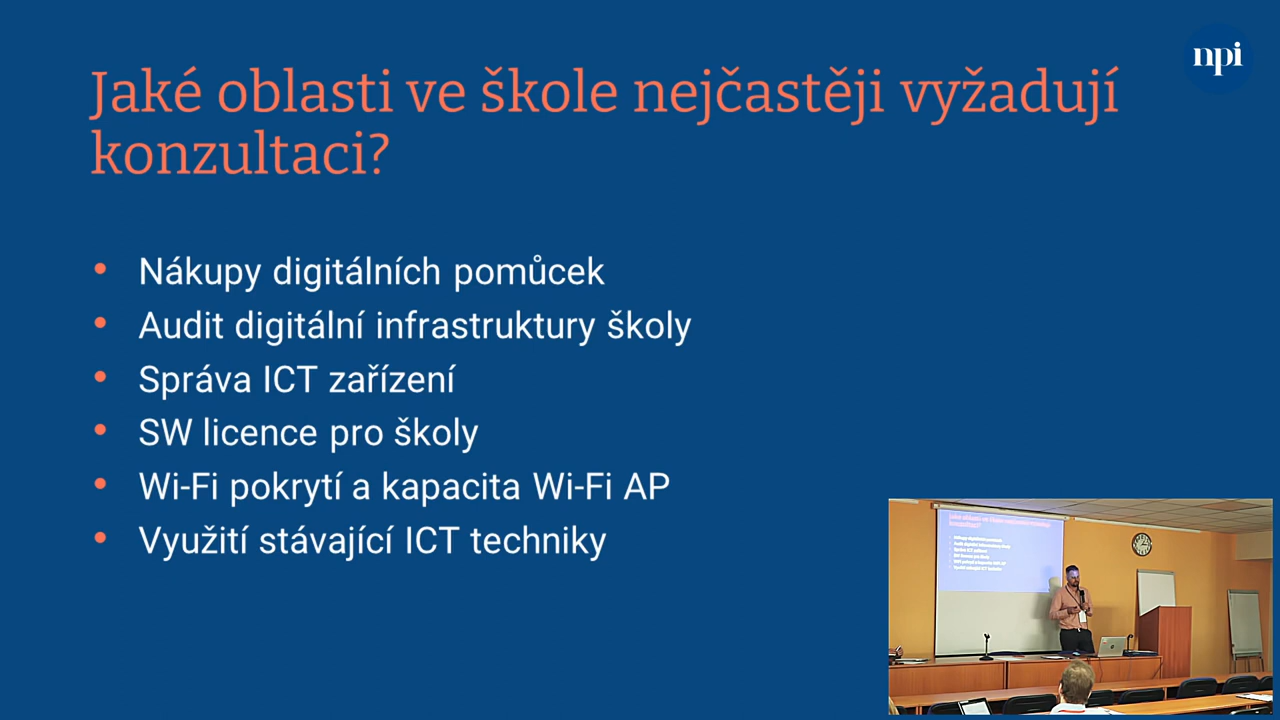 npi
Jaké oblasti ve škole nejčastěji vyžadují
konzultaci?
• Nákupy digitálních pomůcek
• Audit digitální infrastruktury školy
• Správa ICT zařízení
• SW licence pro školy
• Wi-Fi pokrytí a kapacita Wi-Fi AP
• Využití stávající ICT techniky